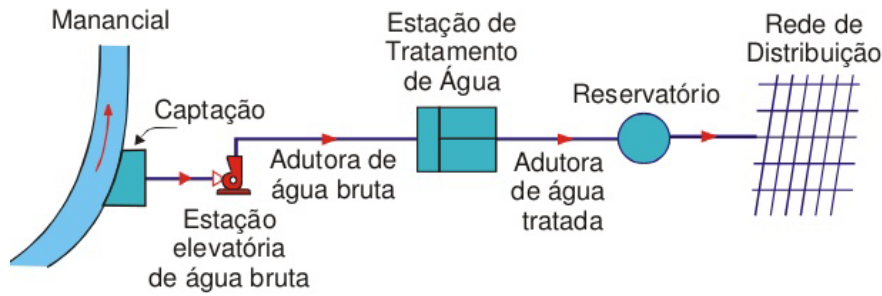 Manancial
Captação
Estação
elevatória
de água bruta
Adutora de
água bruta
Estação de
Tratamento
de Água
Adutora
de água
tratada
Reservatório
Rede de
Distribuição